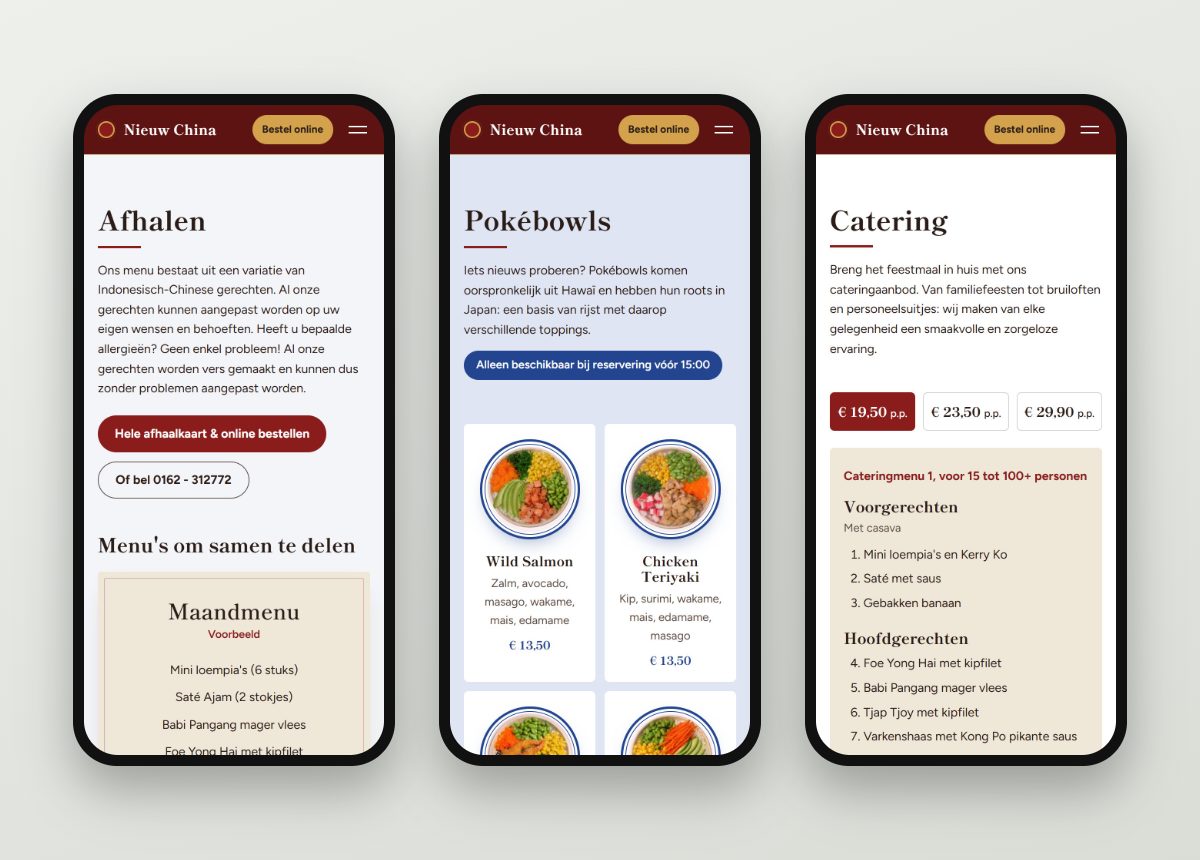 Nieuw China
Bestel online
Afhalen
Ons menu bestaat uit een variatie van
Indonesisch-Chinese gerechten. Al onze
gerechten kunnen aangepast worden op uw
eigen wensen en behoeften. Heeft u bepaalde
allergieën? Geen enkel probleem! Al onze
gerechten worden vers gemaakt en kunnen dus
zonder problemen aangepast worden.
Hele afhaalkaart & online bestellen
Of bel 0162 - 312772
Menu's om samen te delen
Maandmenu
Voorbeeld
Mini loempia's (6 stuks)
Saté Ajam (2 stokjes)
Babi Pangang mager vlees
Foe Yong Hai met kipfilet
Nieuw China
Bestel online
Pokébowls
Iets nieuws proberen? Pokébowls komen
oorspronkelijk uit Hawaï en hebben hun roots in
Japan: een basis van rijst met daarop
verschillende toppings.
Alleen beschikbaar bij reservering vóór 15:00
Wild Salmon
Zalm, avocado,
masago, wakame,
mais, edamame
€ 13,50
Chicken
Teriyaki
Kip, surimi, wakame,
mais, edamame,
masago
€ 13,50
Nieuw China
Bestel online
Catering
Breng het feestmaal in huis met ons
cateringaanbod. Van familiefeesten tot bruiloften
en personeelsuitjes: wij maken van elke
gelegenheid een smaakvolle en zorgeloze
ervaring.
€ 19,50 p.p.
€ 23,50 p.p.
€ 29,90 p.p.
Cateringmenu 1, voor 15 tot 100+ personen
Voorgerechten
Met casava
1. Mini loempia's en Kerry Ko
2. Saté met saus
3. Gebakken banaan
Hoofdgerechten
4. Foe Yong Hai met kipfilet
5. Babi Pangang mager vlees
6. Tjap Tjoy met kipfilet
7. Varkenshaas met Kong Po pikante saus